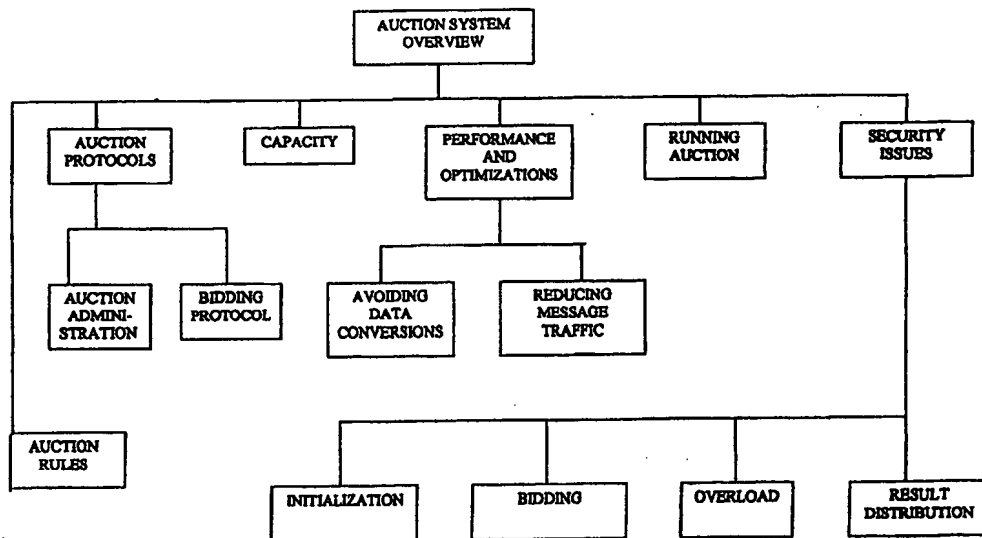 AUCTION SYSTEM
OVERVIEW
AUCTION
PROTOCOLS
CAPACITY
PERFORMANCE
AND
OPTIMIZATIONS
RUNNING
AUCTION
SECURITY
ISSUES
AUCTION
ADMINI-
STRATION
BIDDING
PROTOCOL
AVOIDING
DATA
CONVERSIONS
REDUCING
MESSAGE
TRAFFIC
AUCTION
RULES
INITIALIZATION
BIDDING
OVERLOAD
RESULT
DISTRIBUTION